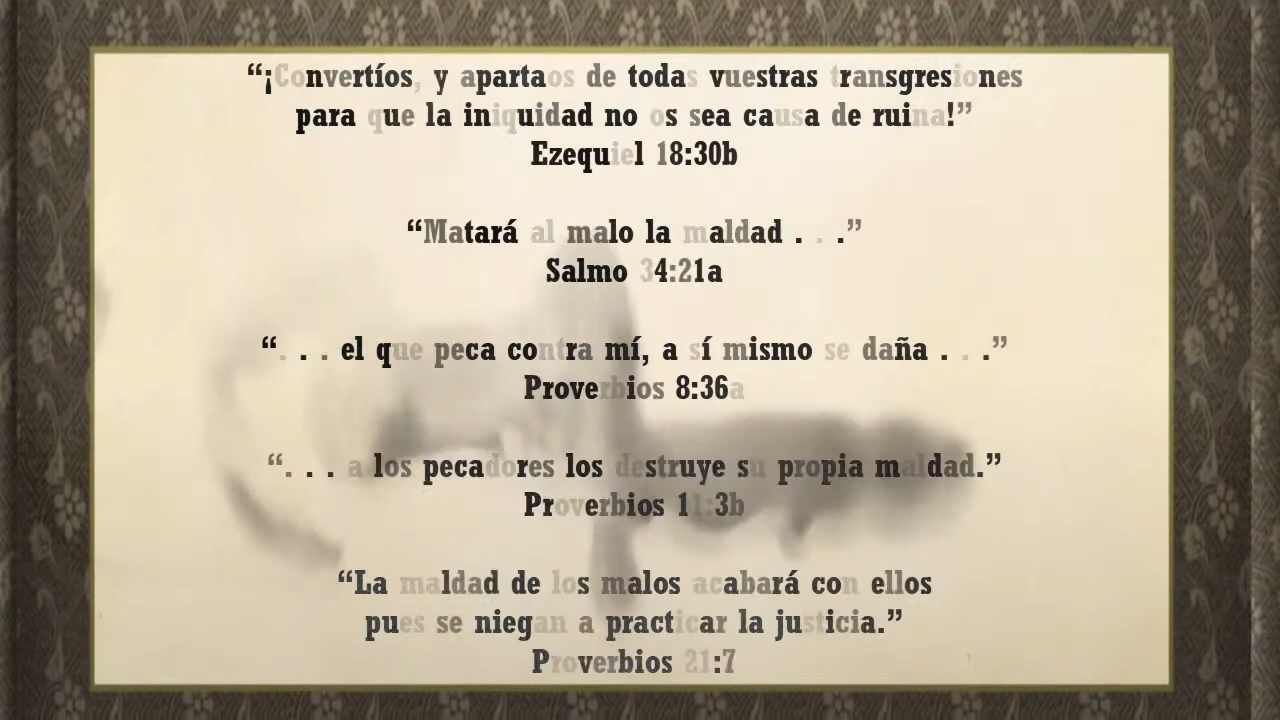 “¡Convertíos, y apartaos de todas vuestras transgresiones
para que la iniquidad no os sea causa de ruina!”
Ezequiel 18:30b
“Matará al malo la maldad . . .”
Salmo 34:21a
“. . . el que peca contra mí, a sí mismo se daña . . .”
Proverbios 8:36a
“. . . a los pecadores los destruye su propia maldad.”
Proverbios 11:3b
“La maldad de los malos acabará con ellos
pues se niegan a practicar la justicia.”
Proverbios 21:7